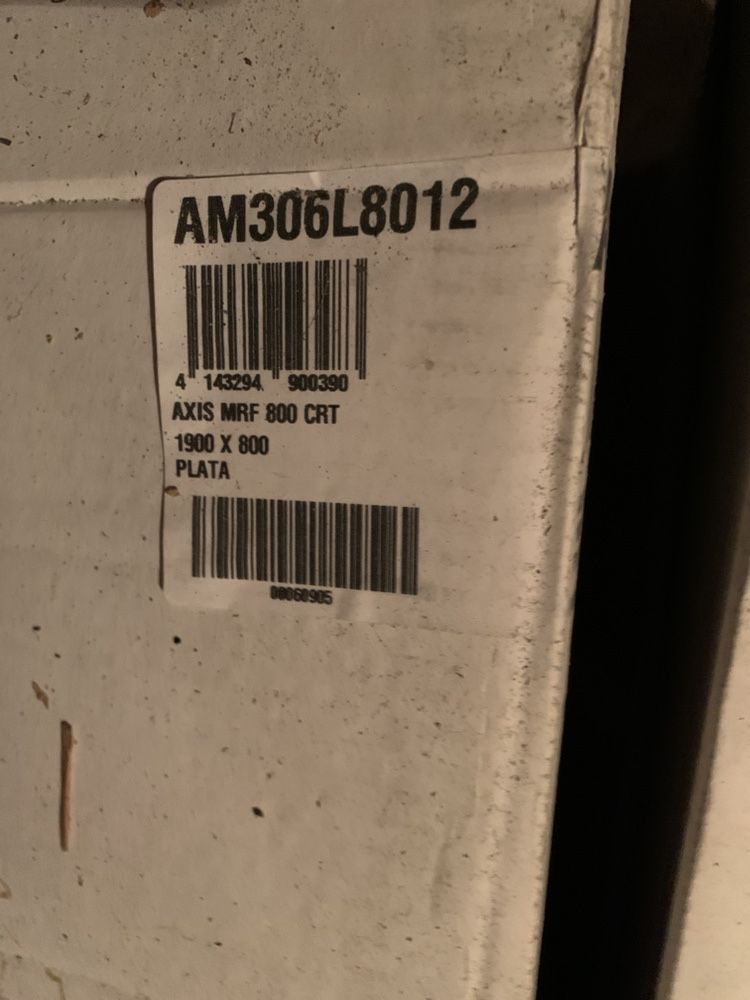 AM306L8012
4 143294 900390
AXIS MRF 800 CRT
1900 X 800
PLATA
00060905